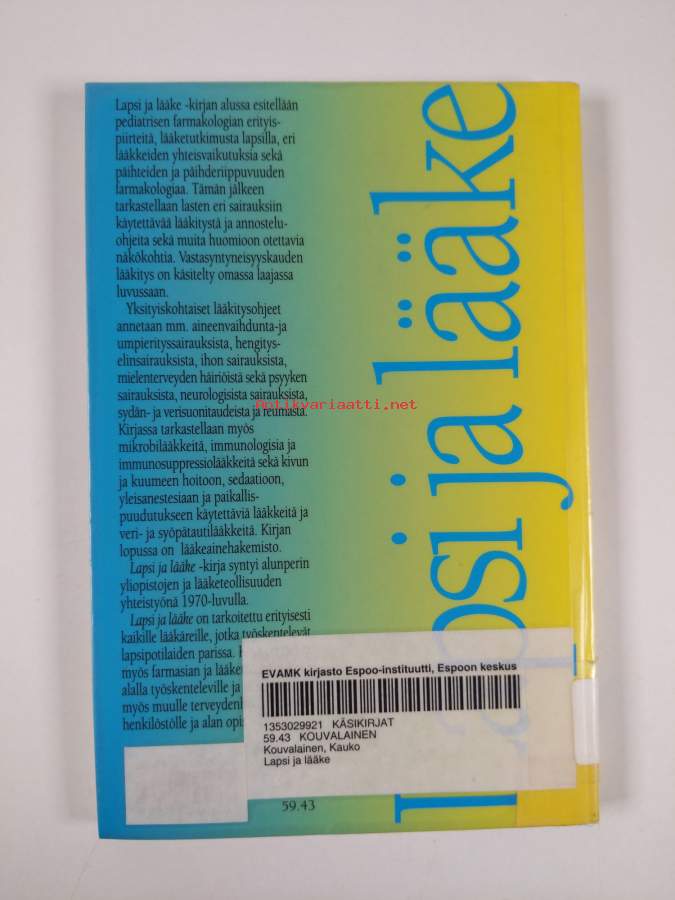 Lapsi ja lääke -kirjan alussa esitellään
pediatrisen farmakologian erityis-
piirteitä, lääketutkimusta lapsilla, eri
lääkkeiden yhteisvaikutuksia sekä
päihteiden ja päihderiippuvuuden
farmakologiaa. Tämän jälkeen
tarkastellaan lasten eri sairauksiin
käytettävää lääkitystä ja annostelu-
ohjeita sekä muita huomioon otettavia
näkökohtia. Vastasyntyneisyyskauden
lääkitys on käsitelty omassa laajassa
luvussaan.
Yksityiskohtaiset lääkitysohjeet
annetaan mm. aineenvaihdunta-ja
umpierityssairauksista, hengitys-
elinsairauksista, ihon sairauksista,
mielenterveyden häiriöistä sekä psyyken
sairauksista, neurologisista sairauksista,
sydän- ja verisuonitaudeista ja reumasta.
Kirjassa tarkastellaan myös
mikrobilääkkeitä, immunologisia ja
immunosuppressiolääkkeitä sekä kivun
ja kuumeen hoitoon, sedaatioon,
yleisanestesiaan ja paikallis-
puudutukseen käytettäviä lääkkeitä ja
veri- ja syöpätautilääkkeitä. Kirjan
lopussa on lääkeainehakemisto.
Lapsi ja lääke -kirja syntyi alunperin
yliopistojen ja lääketeollisuuden
yhteistyönä 1970-luvulla.
Lapsi ja lääke on tarkoitettu erityisesti
kaikille lääkäreille, jotka työskentelevät
lapsipotilaiden parissa.
myös farmasian ja
alalla työskenteleville ja
myös muulle
henkilöstölle ja alan
psi ja lääke
Antikvariaatti.net
EVAMK kirjasto Espoo-instituutti, Espoon keskus
1353029921 KÄSIKIRJAT
59.43 KOUVALAINEN
Kouvalainen, Kauko
Lapsi ja lääke
59.43